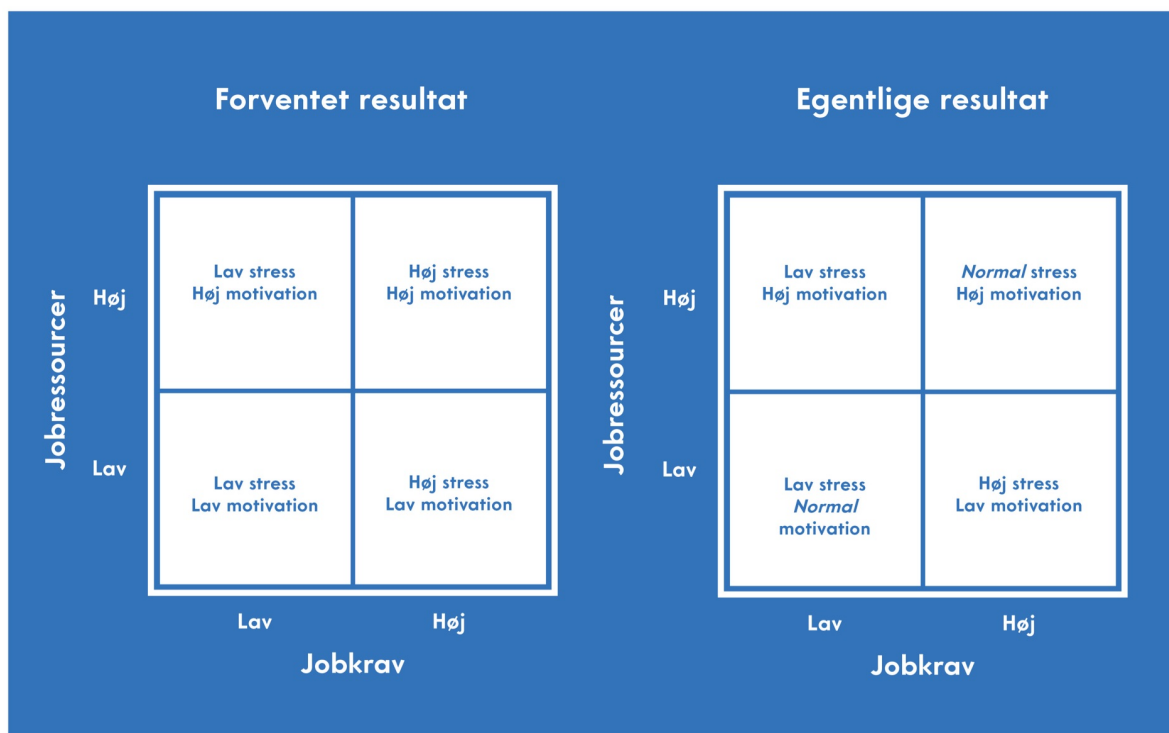 Forventet resultat
Jobressourcer
Høj
Lav
Lav stress
Høj motivation
Høj stress
Høj motivation
Lav stress
Lav motivation
Høj stress
Lav motivation
Lav
Høj
Jobkrav
Egentlige resultat
Jobressourcer
Høj
Lav
Lav stress
Høj motivation
Normal stress
Høj motivation
Lav stress
Normal
motivation
Høj stress
Lav motivation
Lav
Høj
Jobkrav